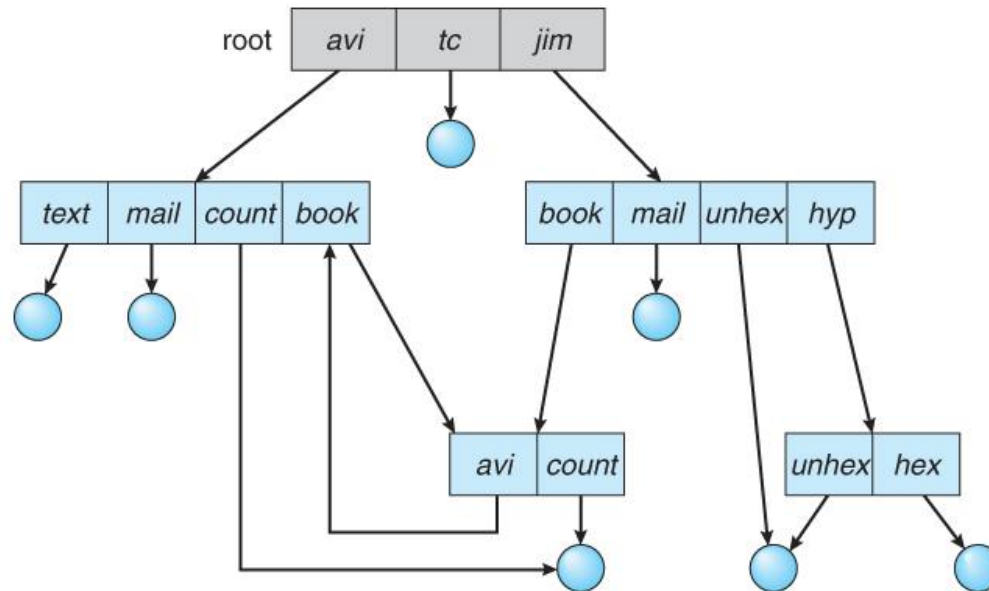 root avi tc jim
text mail count book book mail unhex hyp
avi count unhex hex